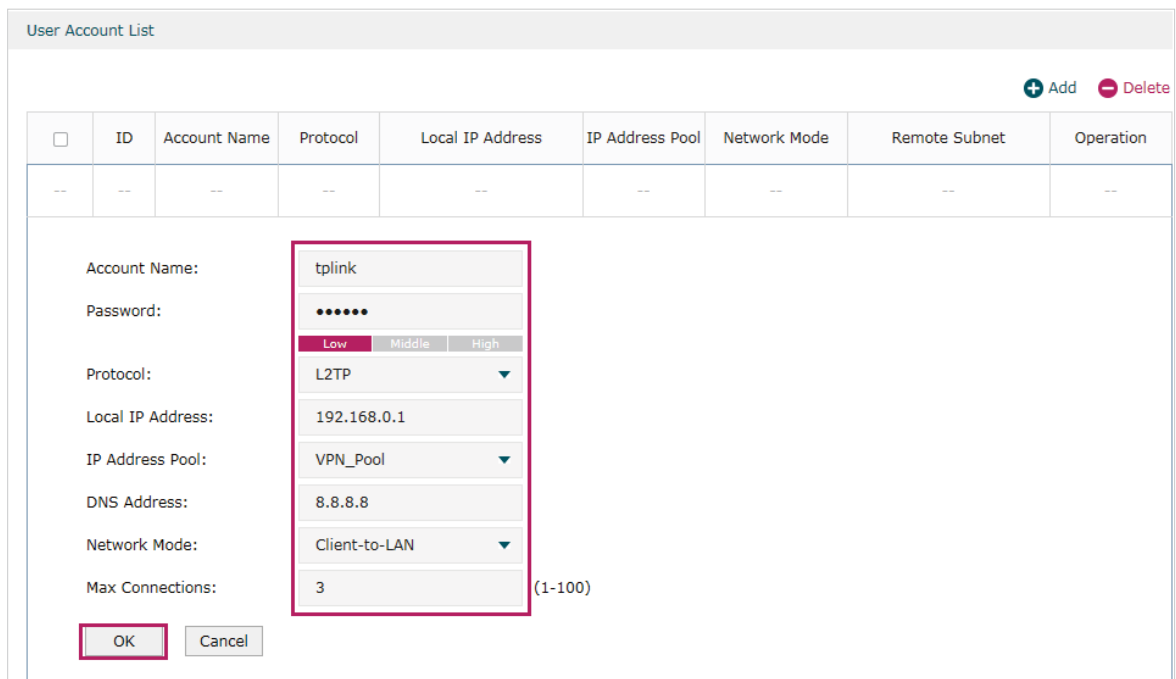 User Account List
Add Delete
ID Account Name Protocol Local IP Address IP Address Pool Network Mode Remote Subnet Operation
-- -- -- -- -- -- -- -- --
Account Name: tplink
Password: ••••••
Low Middle High
Protocol: L2TP
Local IP Address: 192.168.0.1
IP Address Pool: VPN_Pool
DNS Address: 8.8.8.8
Network Mode: Client-to-LAN
Max Connections: 3 (1-100)
OK Cancel